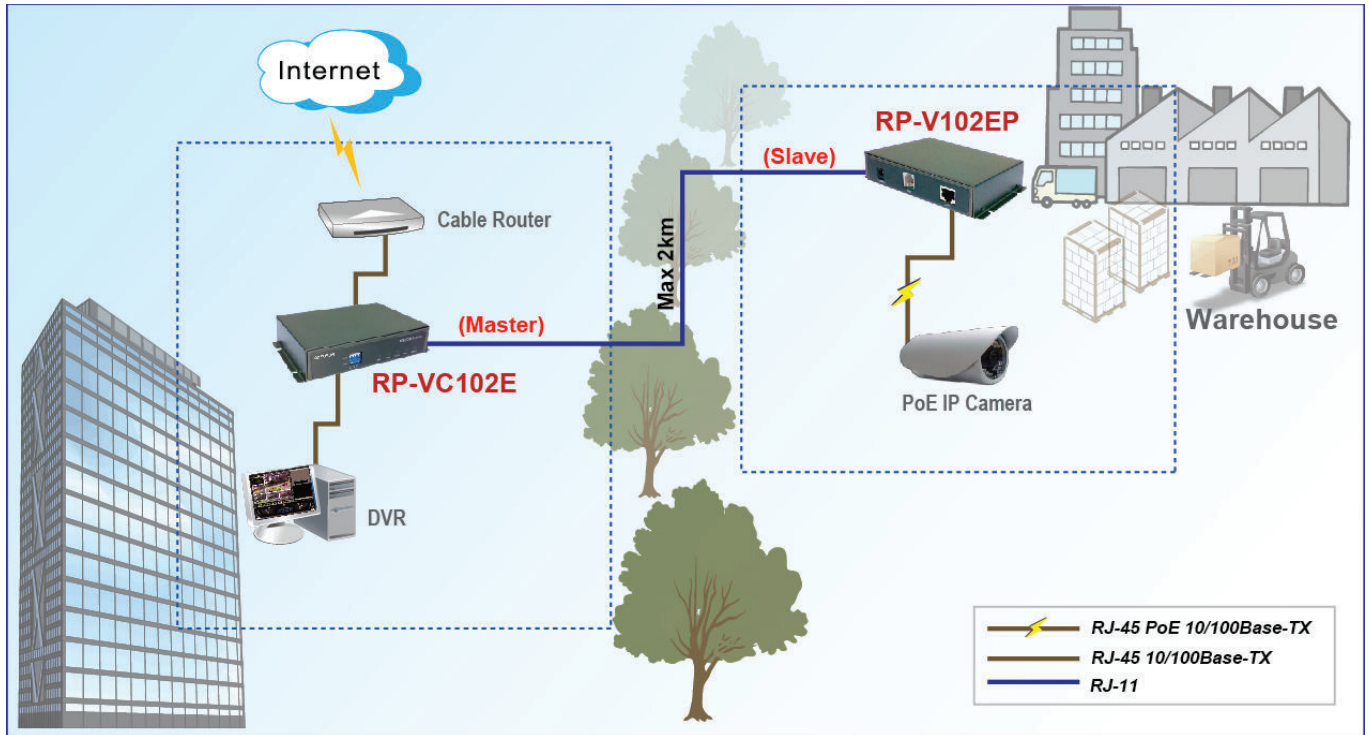 Internet
Cable Router
(Master)
RP-VC102E
DVR
Max 2km
(Slave)
RP-V102EP
PoE IP Camera
Warehouse
RJ-45 PoE 10/100Base-TX
RJ-45 10/100Base-TX
RJ-11